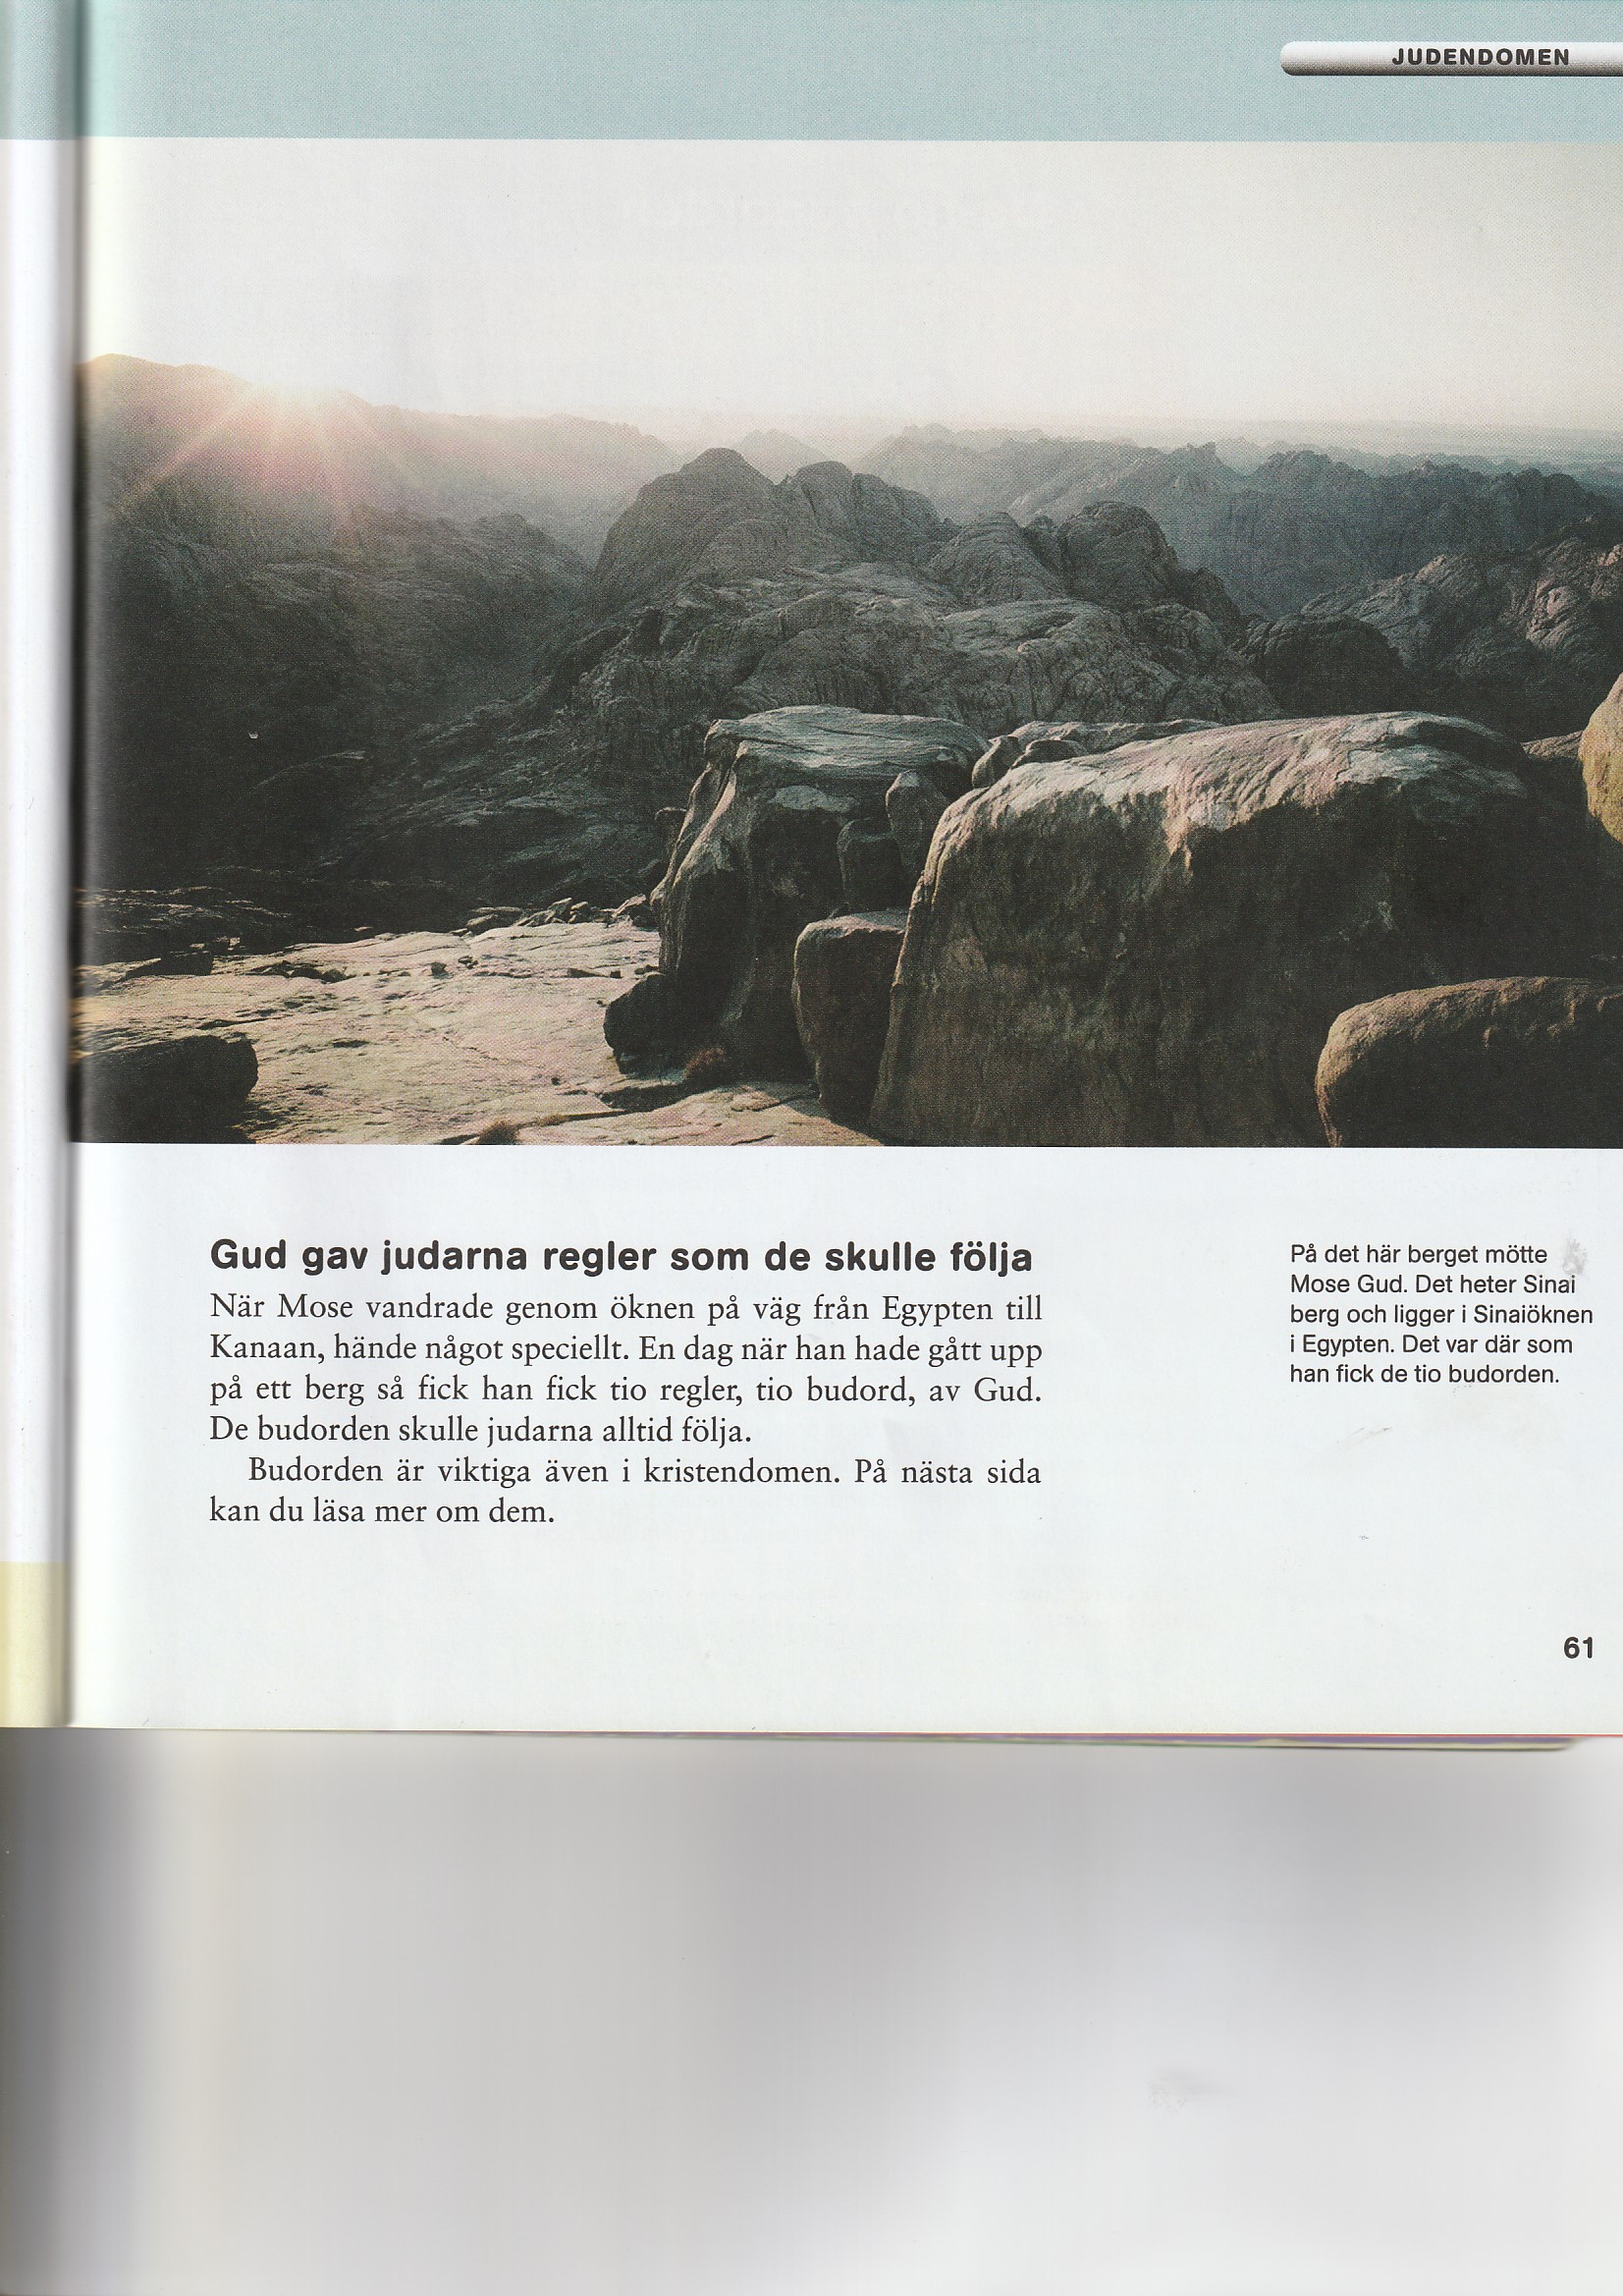 JUDENDOMEN
Gud gav judarna regler som de skulle följa
När Mose vandrade genom öknen på väg från Egypten till
Kanaan, hände något speciellt. En dag när han hade gått upp
på ett berg så fick han fick tio regler, tio budord, av Gud.
De budorden skulle judarna alltid följa.
Budorden är viktiga även i kristendomen. På nästa sida
kan du läsa mer om dem.
På det här berget mötte
Mose Gud. Det heter Sinai
berg och ligger i Sinaiöknen
i Egypten. Det var där som
han fick de tio budorden.
61